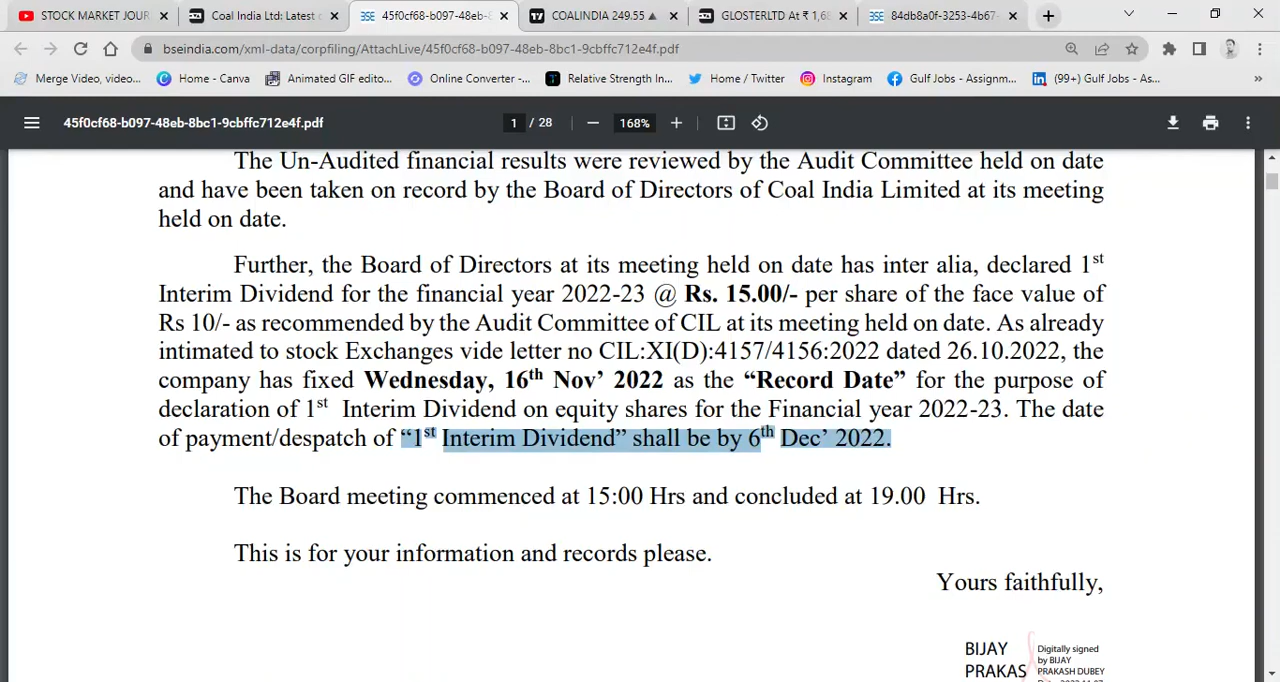 STOCK MARKET JOUR
Coal India Ltd: Latest c
45f0cf68-b097-48eb-8
COALINDIA 249.55 ▲
GLOSTERLTD At ₹ 1,6
84db8a0f-3253-4b67-
bseindia.com/xml-data/corpfiling/AttachLive/45f0cf68-b097-48eb-8bc1-9cbffc712e4f.pdf
Merge Video, video...
Home - Canva
Animated GIF edito...
Online Converter -...
Relative Strength In...
Home / Twitter
Instagram
Gulf Jobs - Assignm...
(99+) Gulf Jobs - As...
45f0cf68-b097-48eb-8bc1-9cbffc712e4f.pdf
1 / 28
168%
The Un-Audited financial results were reviewed by the Audit Committee held on date
and have been taken on record by the Board of Directors of Coal India Limited at its meeting
held on date.
Further, the Board of Directors at its meeting held on date has inter alia, declared 1st
Interim Dividend for the financial year 2022-23 @ Rs. 15.00/- per share of the face value of
Rs 10/- as recommended by the Audit Committee of CIL at its meeting held on date. As already
intimated to stock Exchanges vide letter no CIL:XI(D):4157/4156:2022 dated 26.10.2022, the
company has fixed Wednesday, 16th Nov’ 2022 as the “Record Date” for the purpose of
declaration of 1st Interim Dividend on equity shares for the Financial year 2022-23. The date
of payment/despatch of “1st Interim Dividend” shall be by 6th Dec’ 2022.
The Board meeting commenced at 15:00 Hrs and concluded at 19.00 Hrs.
This is for your information and records please.
Yours faithfully,
BIJAY
PRAKAS
Digitally signed
by BIJAY
PRAKASH DUBEY